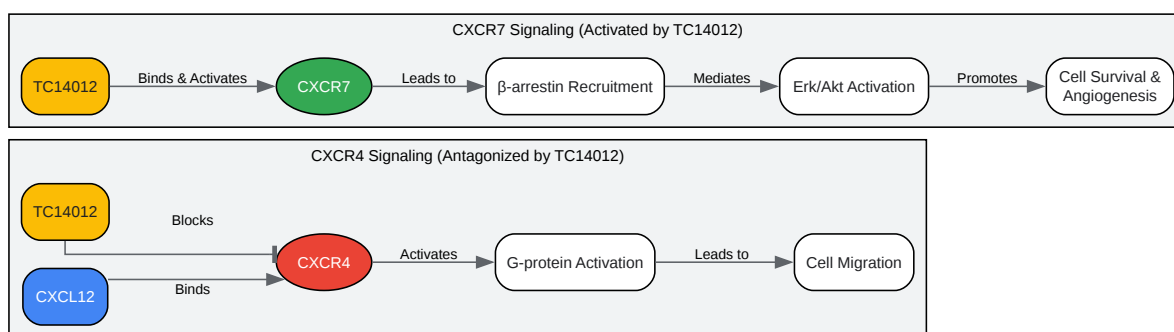 CXCR7 Signaling (Activated by TC14012)
TC14012
Binds & Activates
CXCR7
Leads to
β-arrestin Recruitment
Mediates
Erk/Akt Activation
Promotes
Cell Survival &
Angiogenesis
CXCR4 Signaling (Antagonized by TC14012)
TC14012
Blocks
CXCL12
Binds
CXCR4
Activates
G-protein Activation
Leads to
Cell Migration